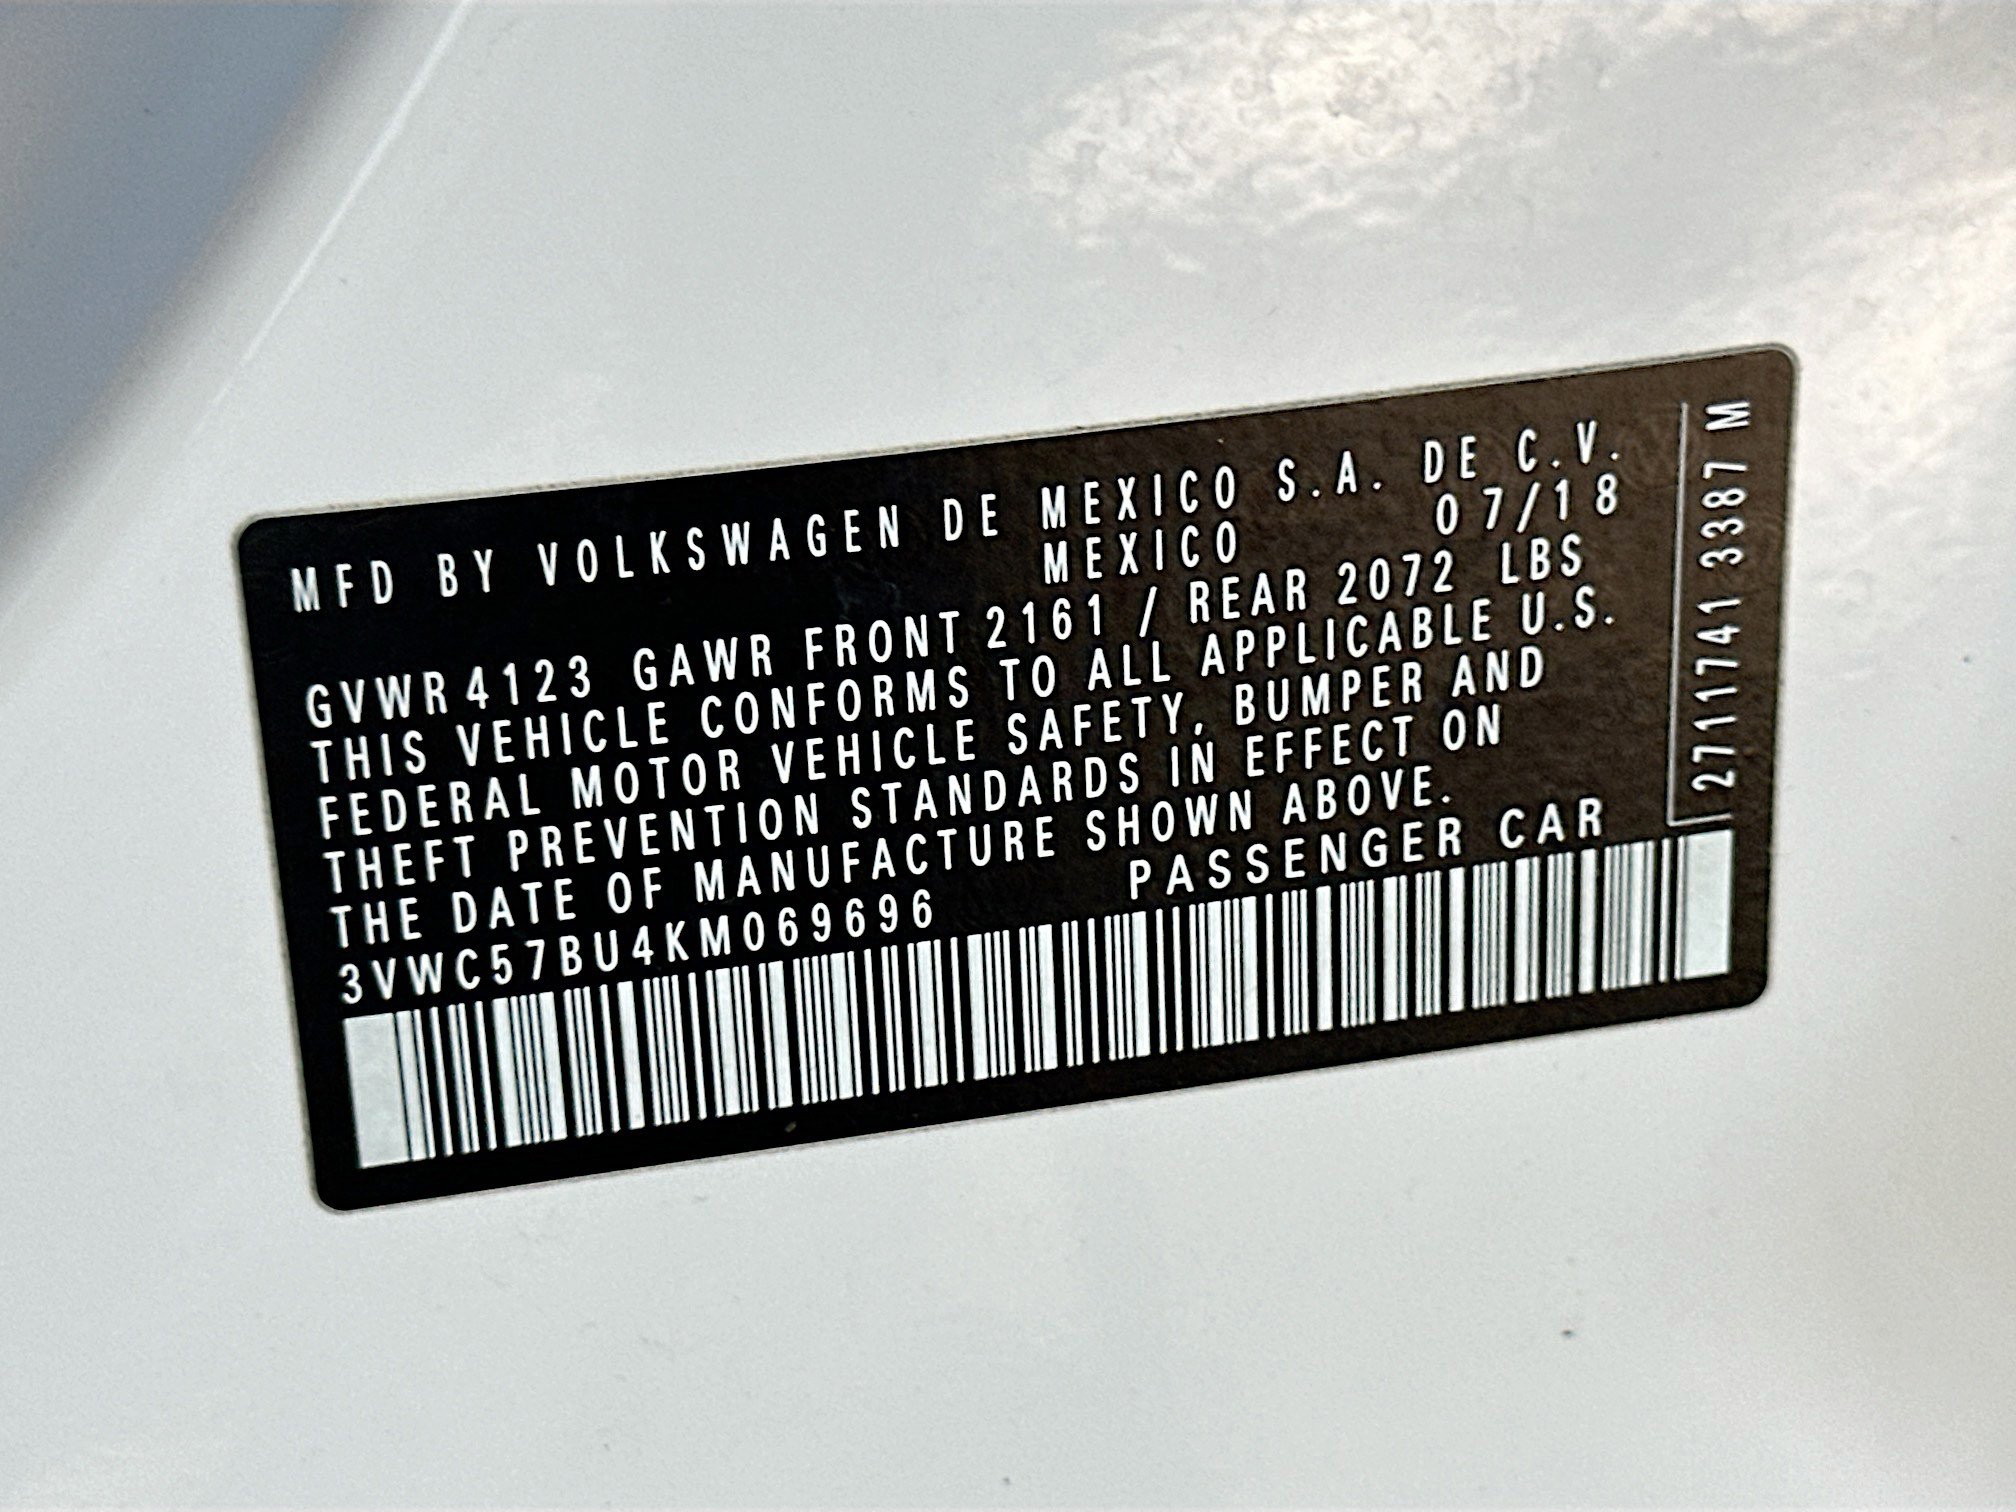 MFD BY VOLKSWAGEN DE MEXICO S.A. DE C.V.
MEXICO 07/18
GVWR 4123 GAWR FRONT 2161 / REAR 2072 LBS
THIS VEHICLE CONFORMS TO ALL APPLICABLE U.S.
FEDERAL MOTOR VEHICLE SAFETY, BUMPER AND
THEFT PREVENTION STANDARDS IN EFFECT ON
THE DATE OF MANUFACTURE SHOWN ABOVE.
3VWC57BU4KM069696 PASSENGER CAR
2711741 3387 M